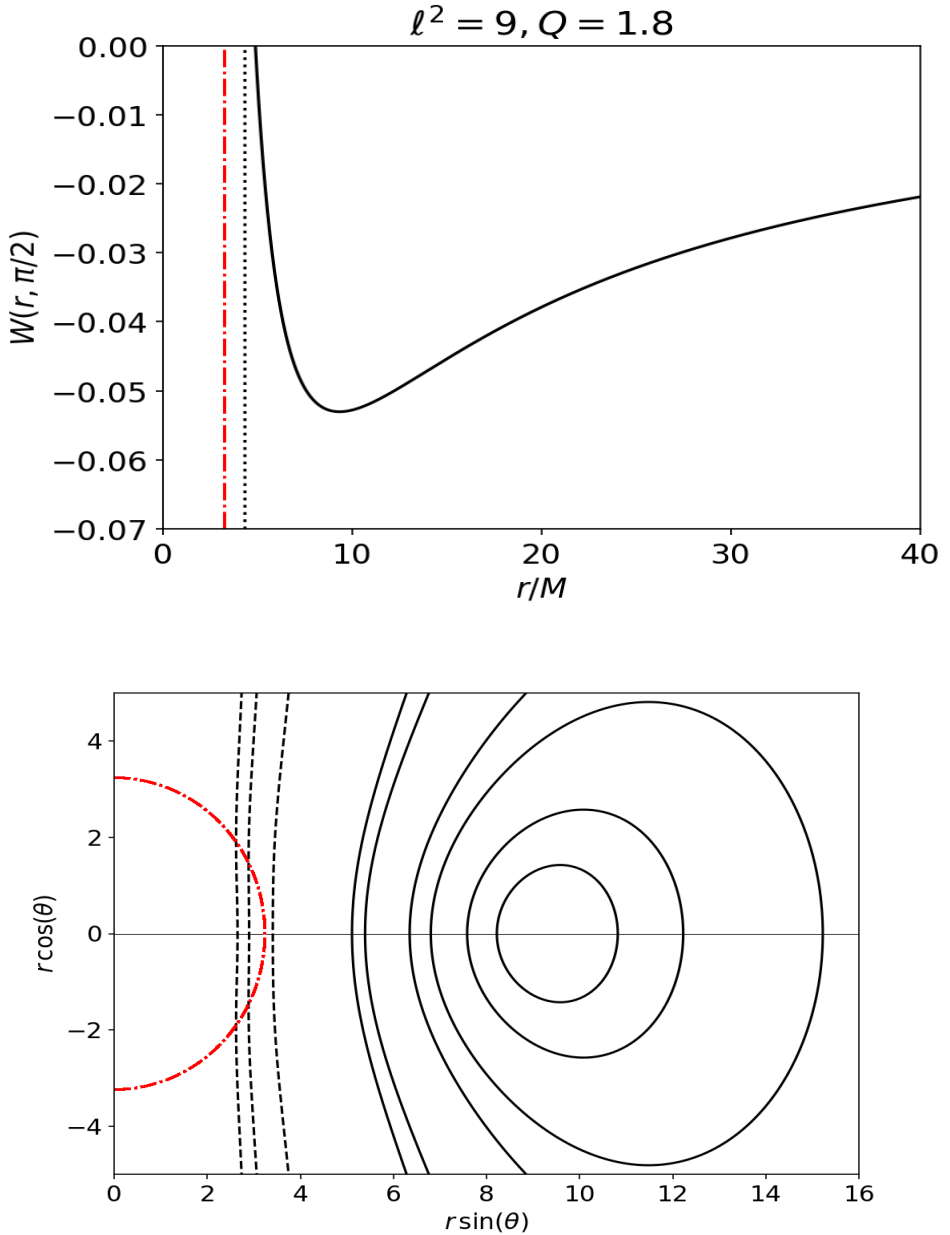 ℓ² = 9, Q = 1.8
0.00
−0.01
−0.02
−0.03
−0.04
−0.05
−0.06
−0.07
W(r, π/2)
0 10 20 30 40
r/M
4
2
0
−2
−4
r cos(θ)
0 2 4 6 8 10 12 14 16
r sin(θ)